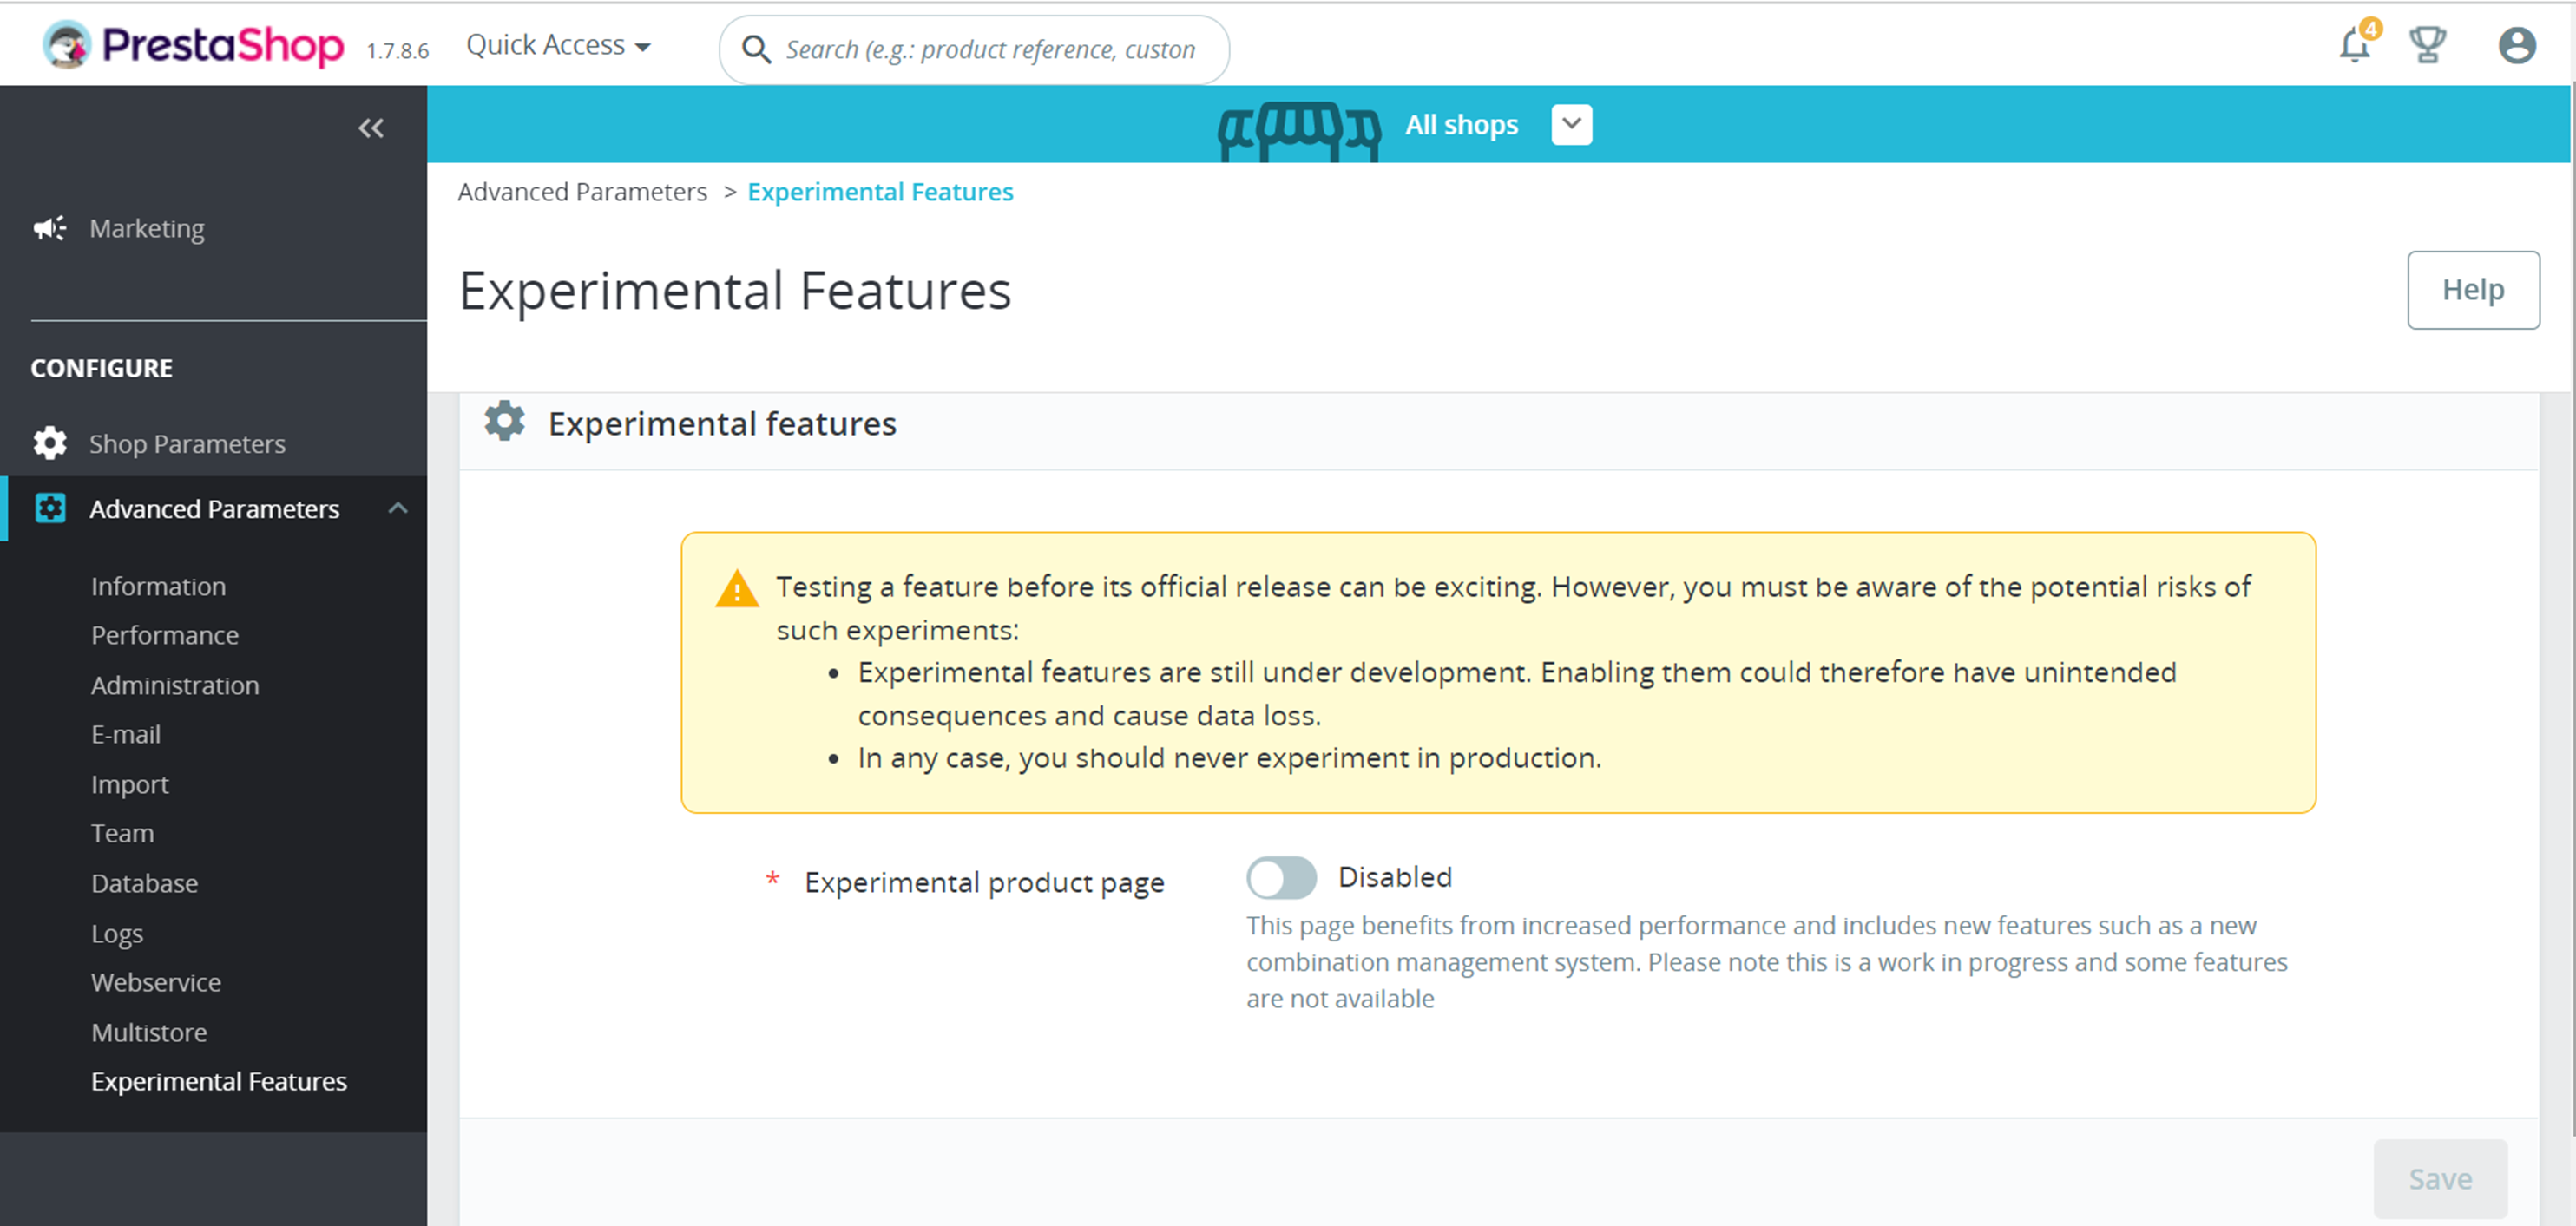 PrestaShop 1.7.8.6 Quick Access Search (e.g.: product reference, custon 4
All shops
Marketing
CONFIGURE
Shop Parameters
Advanced Parameters
Information
Performance
Administration
E-mail
Import
Team
Database
Logs
Webservice
Multistore
Experimental Features
Advanced Parameters > Experimental Features
Experimental Features
Help
Experimental features
Testing a feature before its official release can be exciting. However, you must be aware of the potential risks of
such experiments:
• Experimental features are still under development. Enabling them could therefore have unintended
consequences and cause data loss.
• In any case, you should never experiment in production.
* Experimental product page
Disabled
This page benefits from increased performance and includes new features such as a new
combination management system. Please note this is a work in progress and some features
are not available
Save